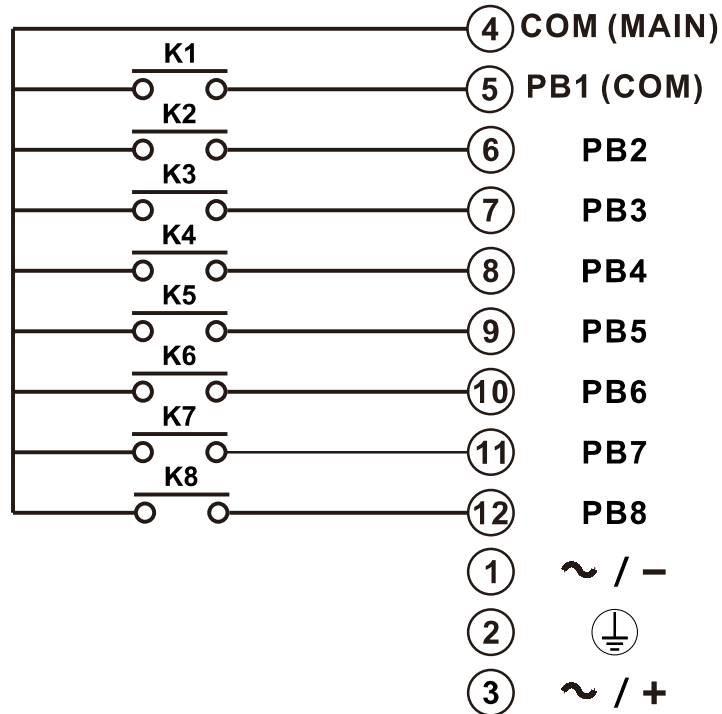 4 COM (MAIN)
K1
5 PB1 (COM)
K2
6 PB2
K3
7 PB3
K4
8 PB4
K5
9 PB5
K6
10 PB6
K7
11 PB7
K8
12 PB8
1 ~ / −
2
3 ~ / +